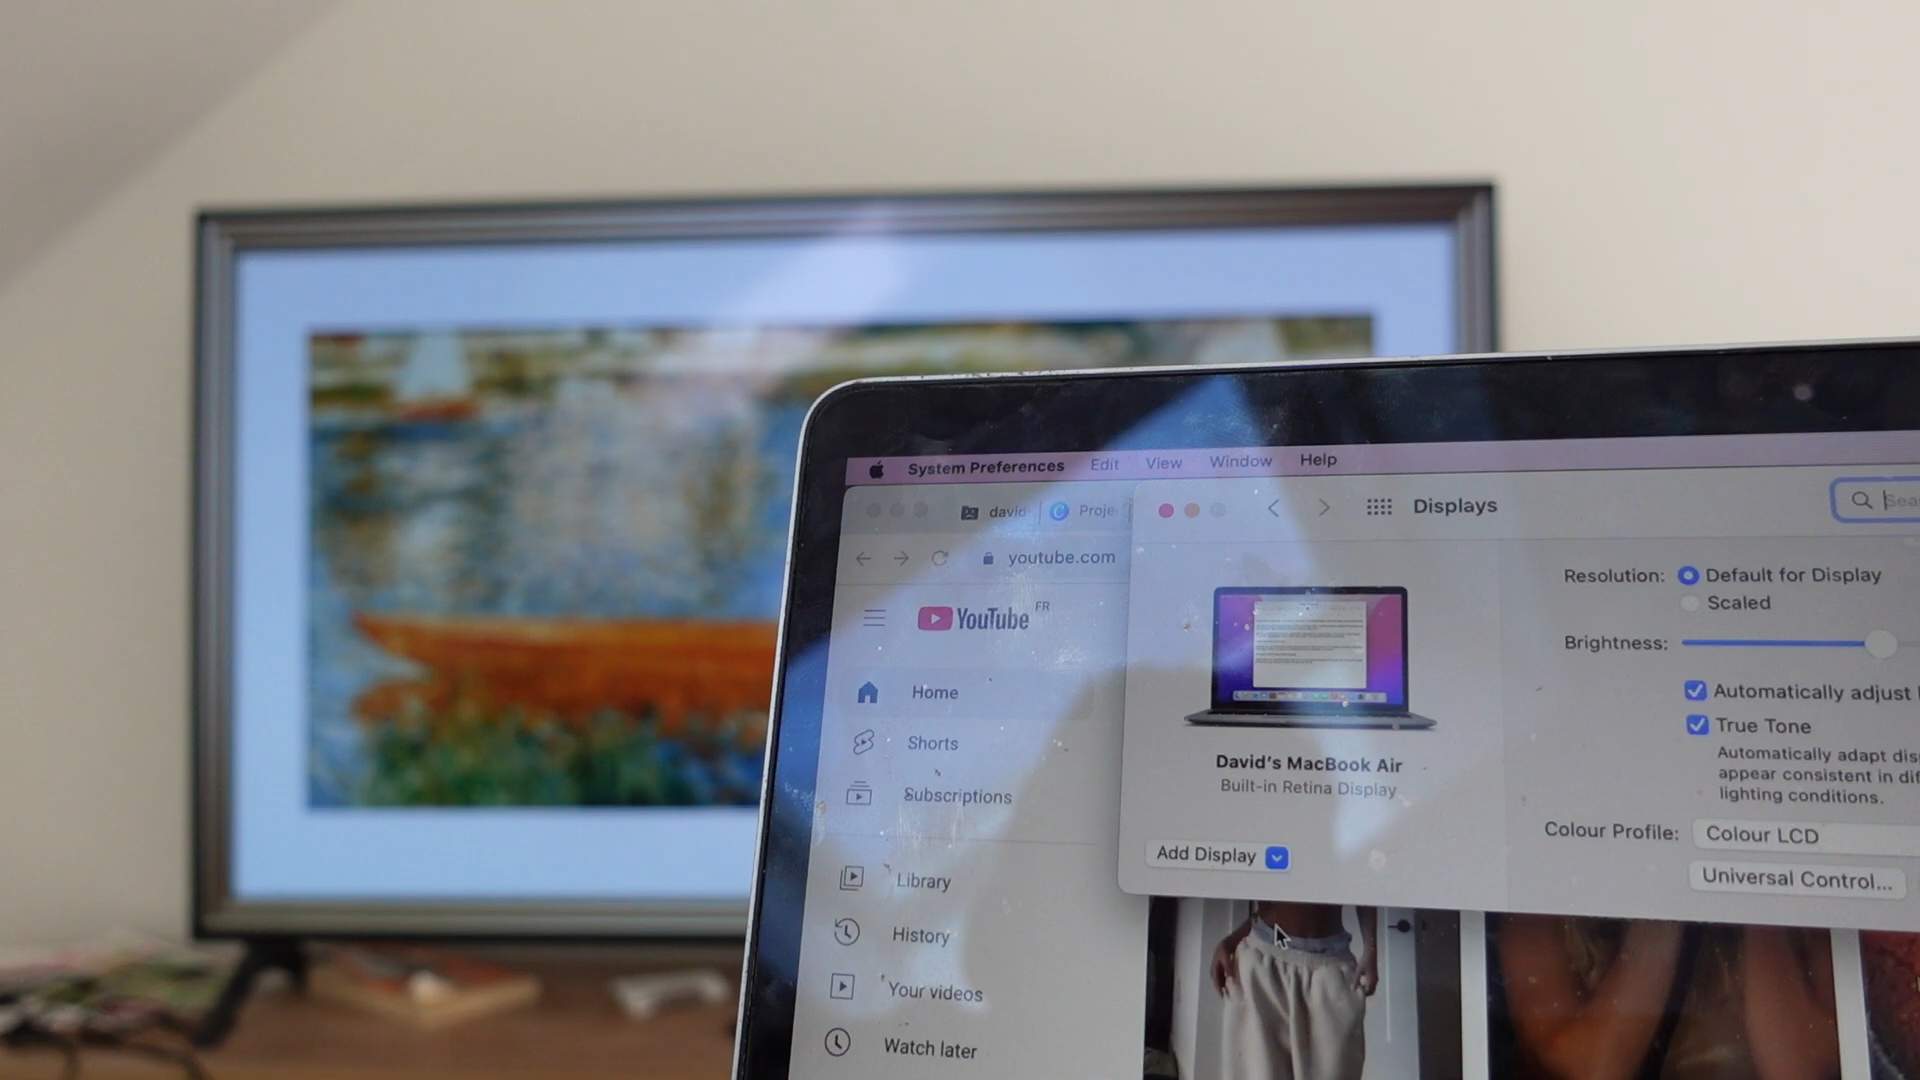 System Preferences Edit View Window Help
david Proje
Displays
Sea
youtube.com
YouTube FR
Home
Shorts
Subscriptions
Library
History
Your videos
Watch later
David's MacBook Air
Built-in Retina Display
Add Display
Resolution: Default for Display
Scaled
Brightness:
Automatically adjust
True Tone
Automatically adapt dis
appear consistent in dif
lighting conditions.
Colour Profile: Colour LCD
Universal Control...